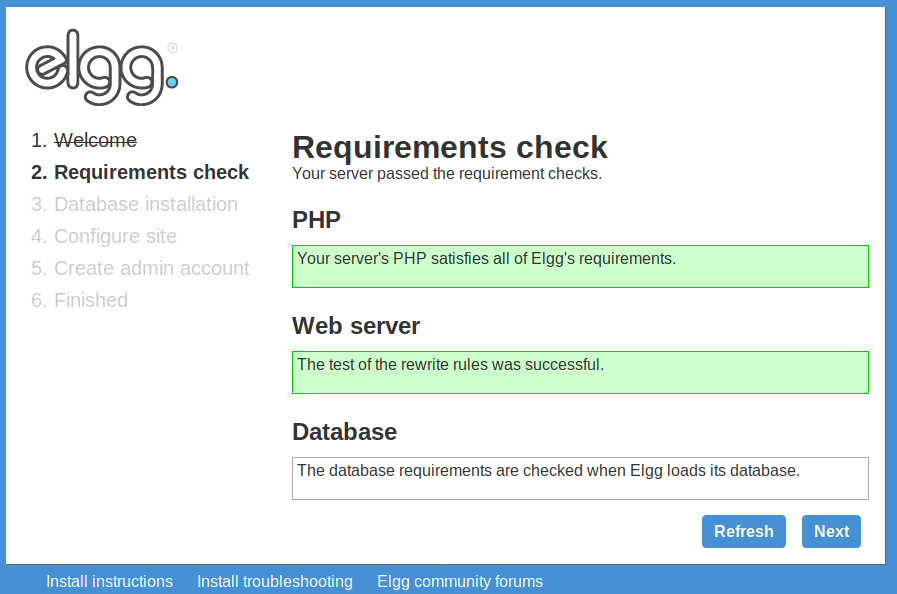 elgg.®
1. Welcome
2. Requirements check
3. Database installation
4. Configure site
5. Create admin account
6. Finished
Requirements check
Your server passed the requirement checks.
PHP
Your server's PHP satisfies all of Elgg's requirements.
Web server
The test of the rewrite rules was successful.
Database
The database requirements are checked when Elgg loads its database.
Refresh Next
Install instructions Install troubleshooting Elgg community forums